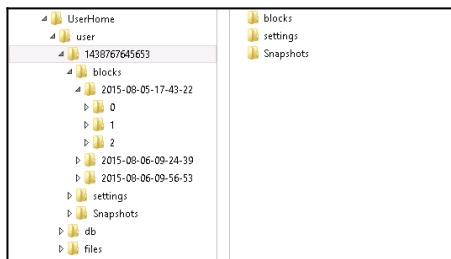 UserHome
user
1438767645653
blocks
2015-08-05-17-43-22
0
1
2
2015-08-06-09-24-39
2015-08-06-09-56-53
settings
Snapshots
db
files
blocks
settings
Snapshots